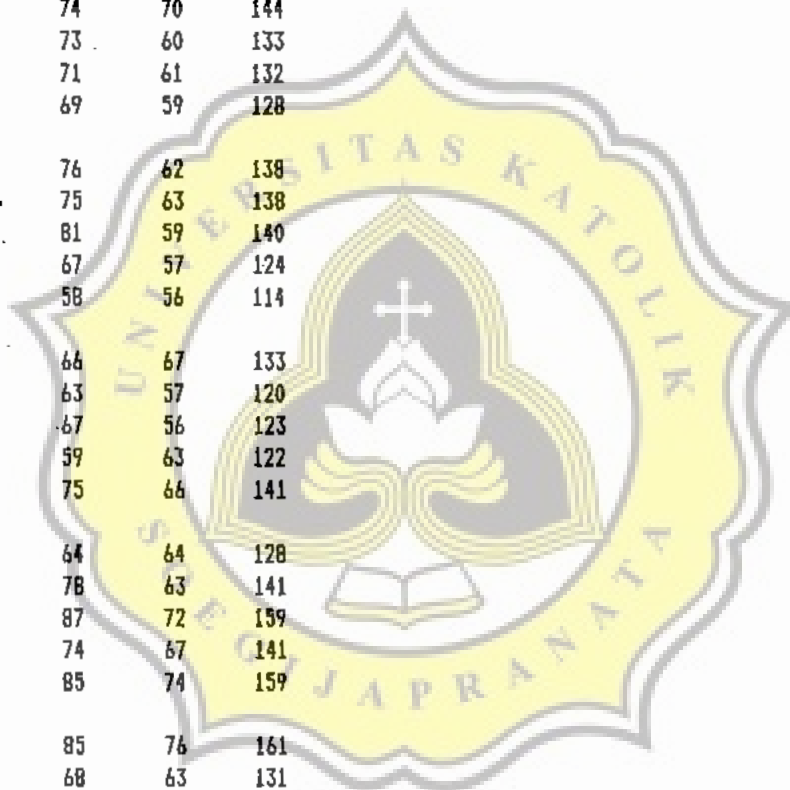 74 70 144
73 60 133
71 61 132
69 59 128
76 62 138
75 63 138
81 59 140
67 57 124
58 56 114
66 67 133
63 57 120
67 56 123
59 63 122
75 66 141
64 64 128
78 63 141
87 72 159
74 67 141
85 74 159
85 76 161
68 63 131
UNIVERSITAS KATOLIK
SOEGIJAPRANATA